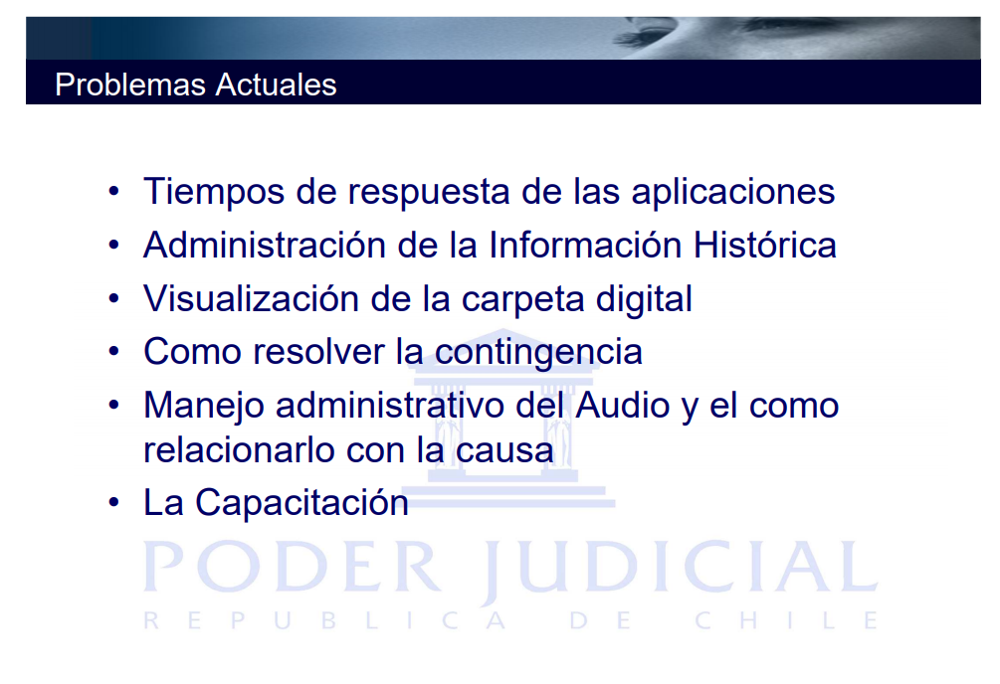 Problemas Actuales
• Tiempos de respuesta de las aplicaciones
• Administración de la Información Histórica
• Visualización de la carpeta digital
• Como resolver la contingencia
• Manejo administrativo del Audio y el como
relacionarlo con la causa
• La Capacitación
PODER JUDICIAL
REPUBLICA DE CHILE